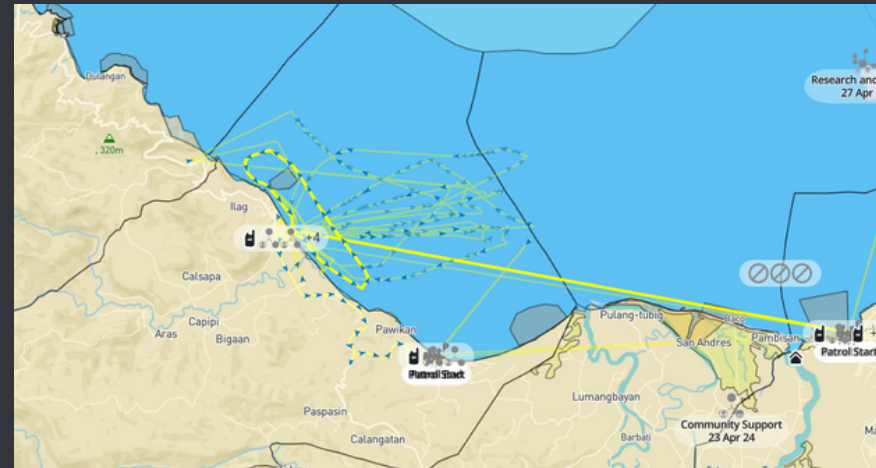 Dulangan
Research and
27 Apr
320m
Ilag
+4
Calsapa
Capipi
Aras
Bigaan
Pawikan
Pulang-tubig
Baco
San Andres
Pambisan
Patrol Start
Patrol Start
Lumangbayan
Paspasin
Calangatan
Barbati
Community Support
23 Apr 24
Ma